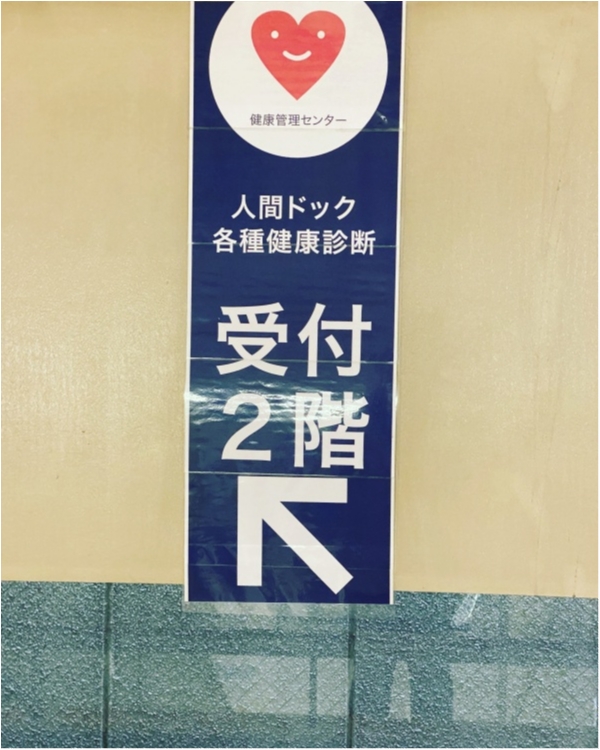 健康管理センター
人間ドック
各種健康診断
受付
2階